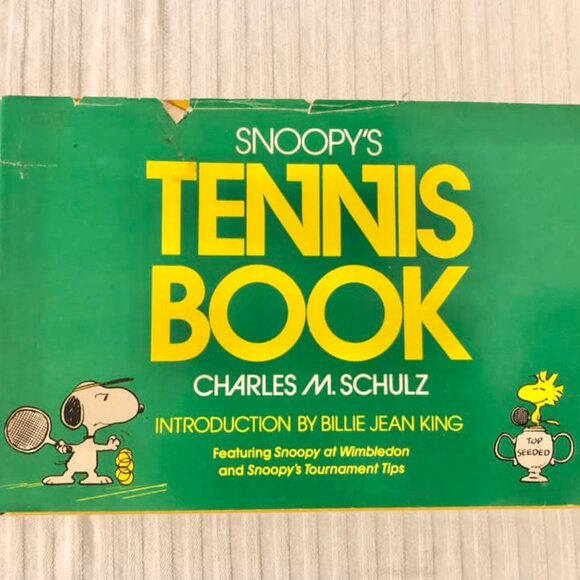 SNOOPY'S
TENNIS
BOOK
CHARLES M. SCHULZ
INTRODUCTION BY BILLIE JEAN KING
Featuring Snoopy at Wimbledon
and Snoopy's Tournament Tips
TOP
SEEDED